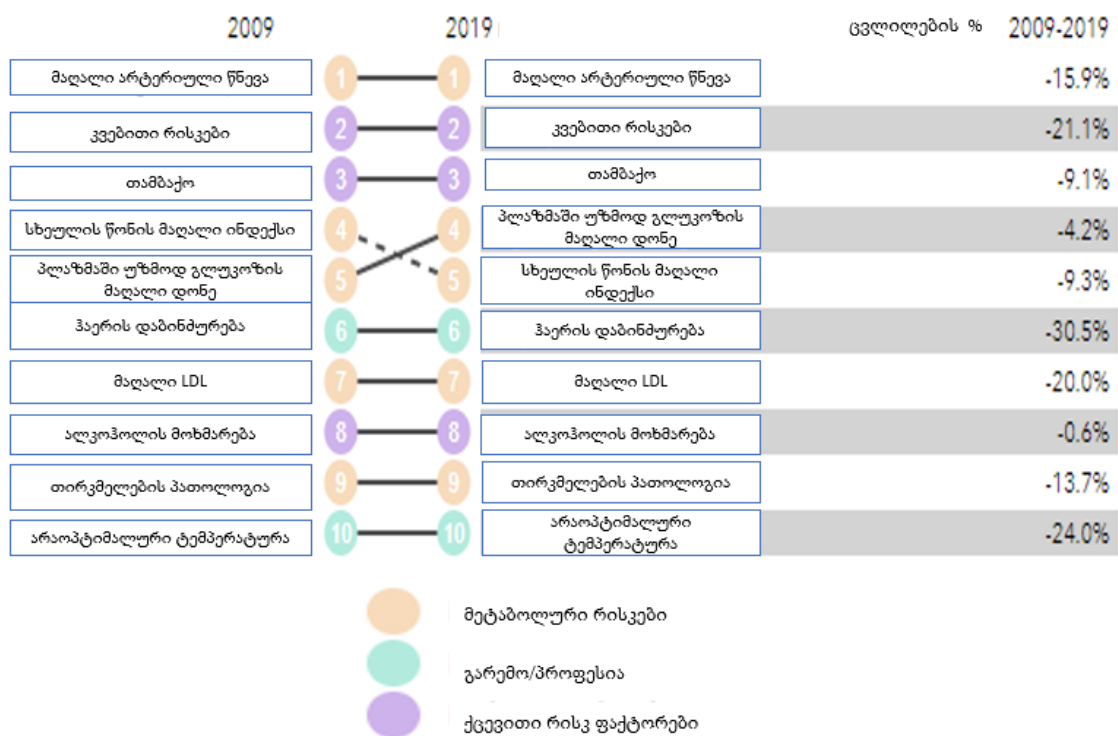 2009 2019 ცვლილების % 2009-2019
მაღალი არტერიული წნევა 1 1 მაღალი არტერიული წნევა -15.9%
კვებითი რისკები 2 2 კვებითი რისკები -21.1%
თამბაქო 3 3 თამბაქო -9.1%
სხეულის წონის მაღალი ინდექსი 4 4 პლაზმაში უზმოდ გლუკოზის
მაღალი დონე -4.2%
პლაზმაში უზმოდ გლუკოზის
მაღალი დონე 5 5 სხეულის წონის მაღალი
ინდექსი -9.3%
ჰაერის დაბინძურება 6 6 ჰაერის დაბინძურება -30.5%
მაღალი LDL 7 7 მაღალი LDL -20.0%
ალკოჰოლის მოხმარება 8 8 ალკოჰოლის მოხმარება -0.6%
თირკმელების პათოლოგია 9 9 თირკმელების პათოლოგია -13.7%
არაოპტიმალური ტემპერატურა 10 10 არაოპტიმალური
ტემპერატურა -24.0%
მეტაბოლური რისკები
გარემო/პროფესია
ქცევითი რისკ ფაქტორები